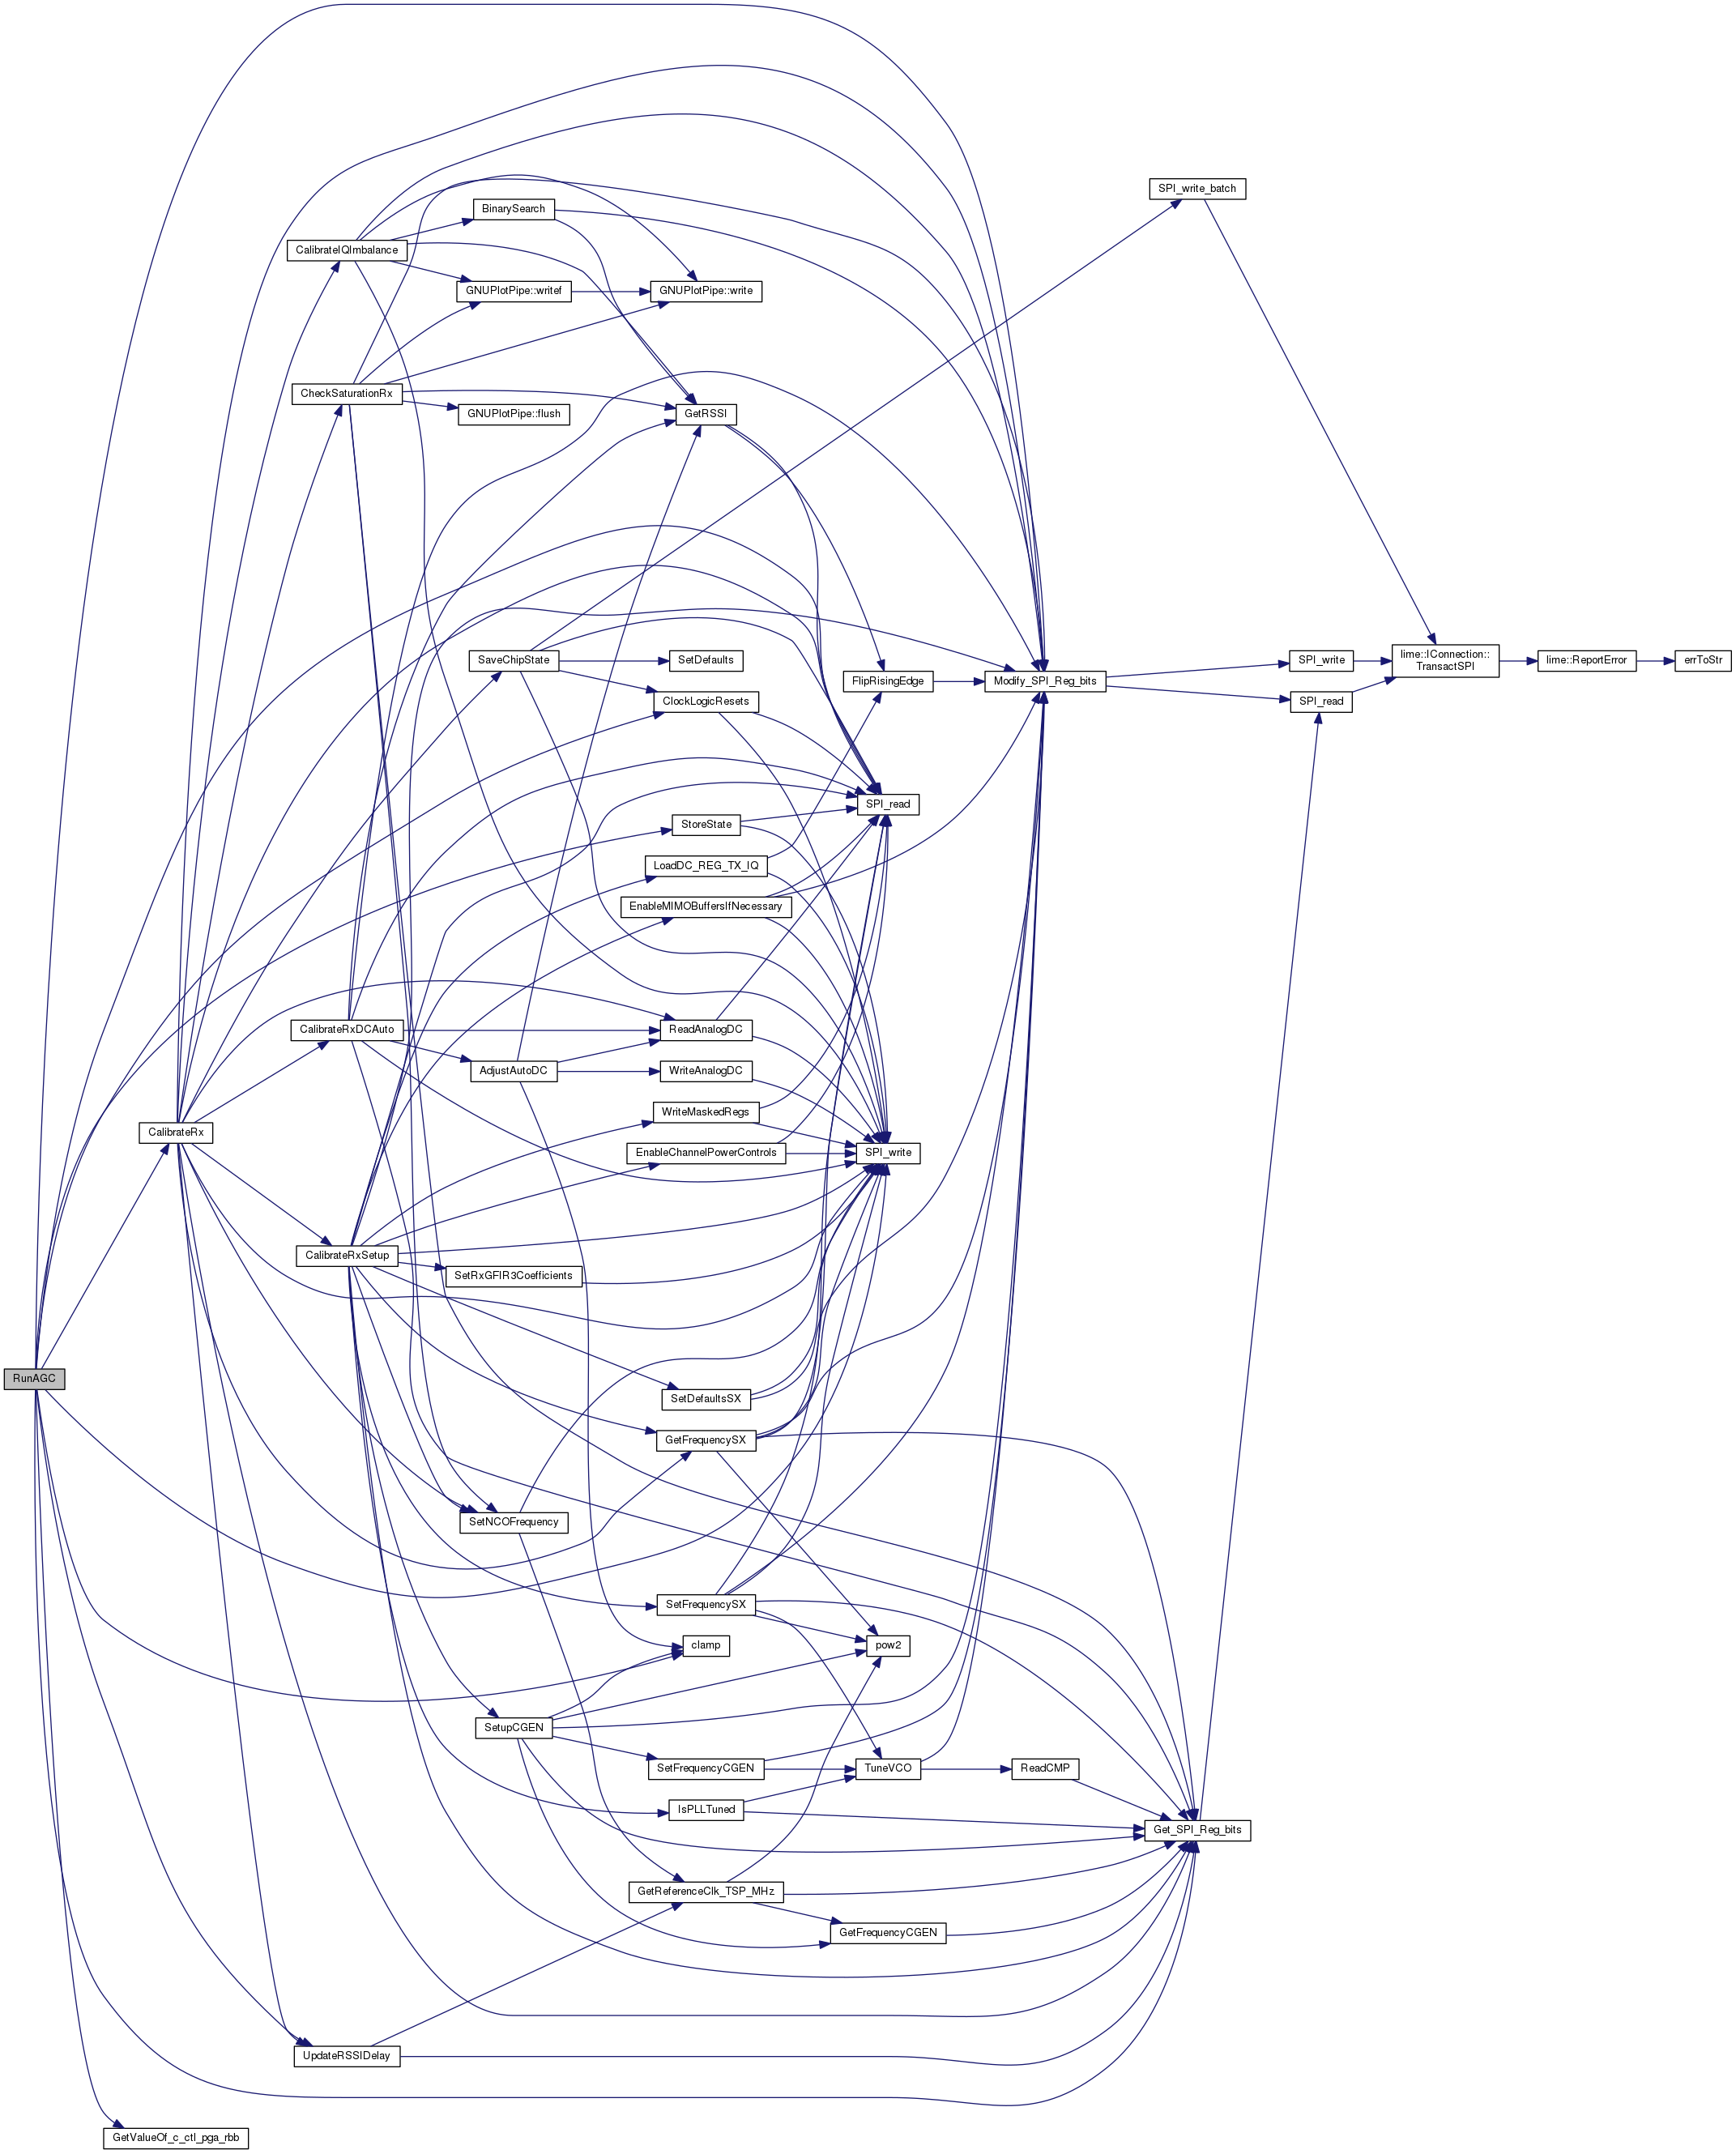 SPI_write_batch
BinarySearch
CalibrateIQImbalance
GNUPlotPipe::writef
GNUPlotPipe::write
CheckSaturationRx
GNUPlotPipe::flush
GetRSSI
SaveChipState
SetDefaults
SPI_write
lime::IConnection::
TransactSPI
lime::ReportError
errToStr
FlipRisingEdge
Modify_SPI_Reg_bits
ClockLogicResets
SPI_read
SPI_read
StoreState
LoadDC_REG_TX_IQ
EnableMIMOBuffersIfNecessary
CalibrateRxDCAuto
ReadAnalogDC
AdjustAutoDC
WriteAnalogDC
WriteMaskedRegs
CalibrateRx
EnableChannelPowerControls
SPI_write
CalibrateRxSetup
SetRxGFIR3Coefficients
RunAGC
SetDefaultsSX
GetFrequencySX
SetNCOFrequency
SetFrequencySX
clamp
pow2
SetupCGEN
SetFrequencyCGEN
TuneVCO
ReadCMP
IsPLLTuned
Get_SPI_Reg_bits
GetReferenceClk_TSP_MHz
GetFrequencyCGEN
UpdateRSSIDelay
GetValueOf_c_ctl_pga_rbb